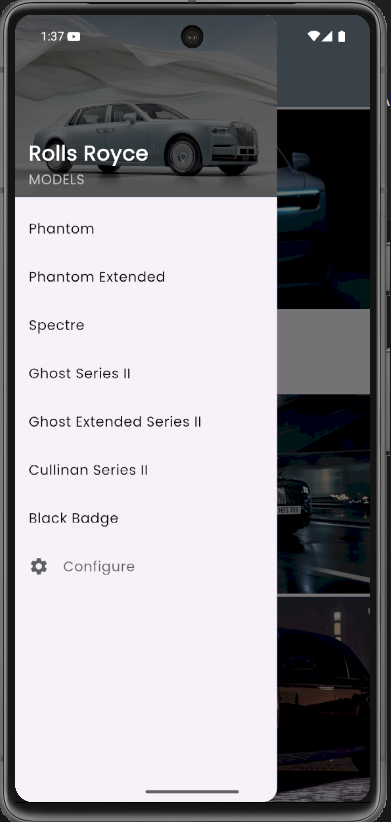 1:37
Rolls Royce
MODELS
Phantom
Phantom Extended
Spectre
Ghost Series II
Ghost Extended Series II
Cullinan Series II
Black Badge
Configure